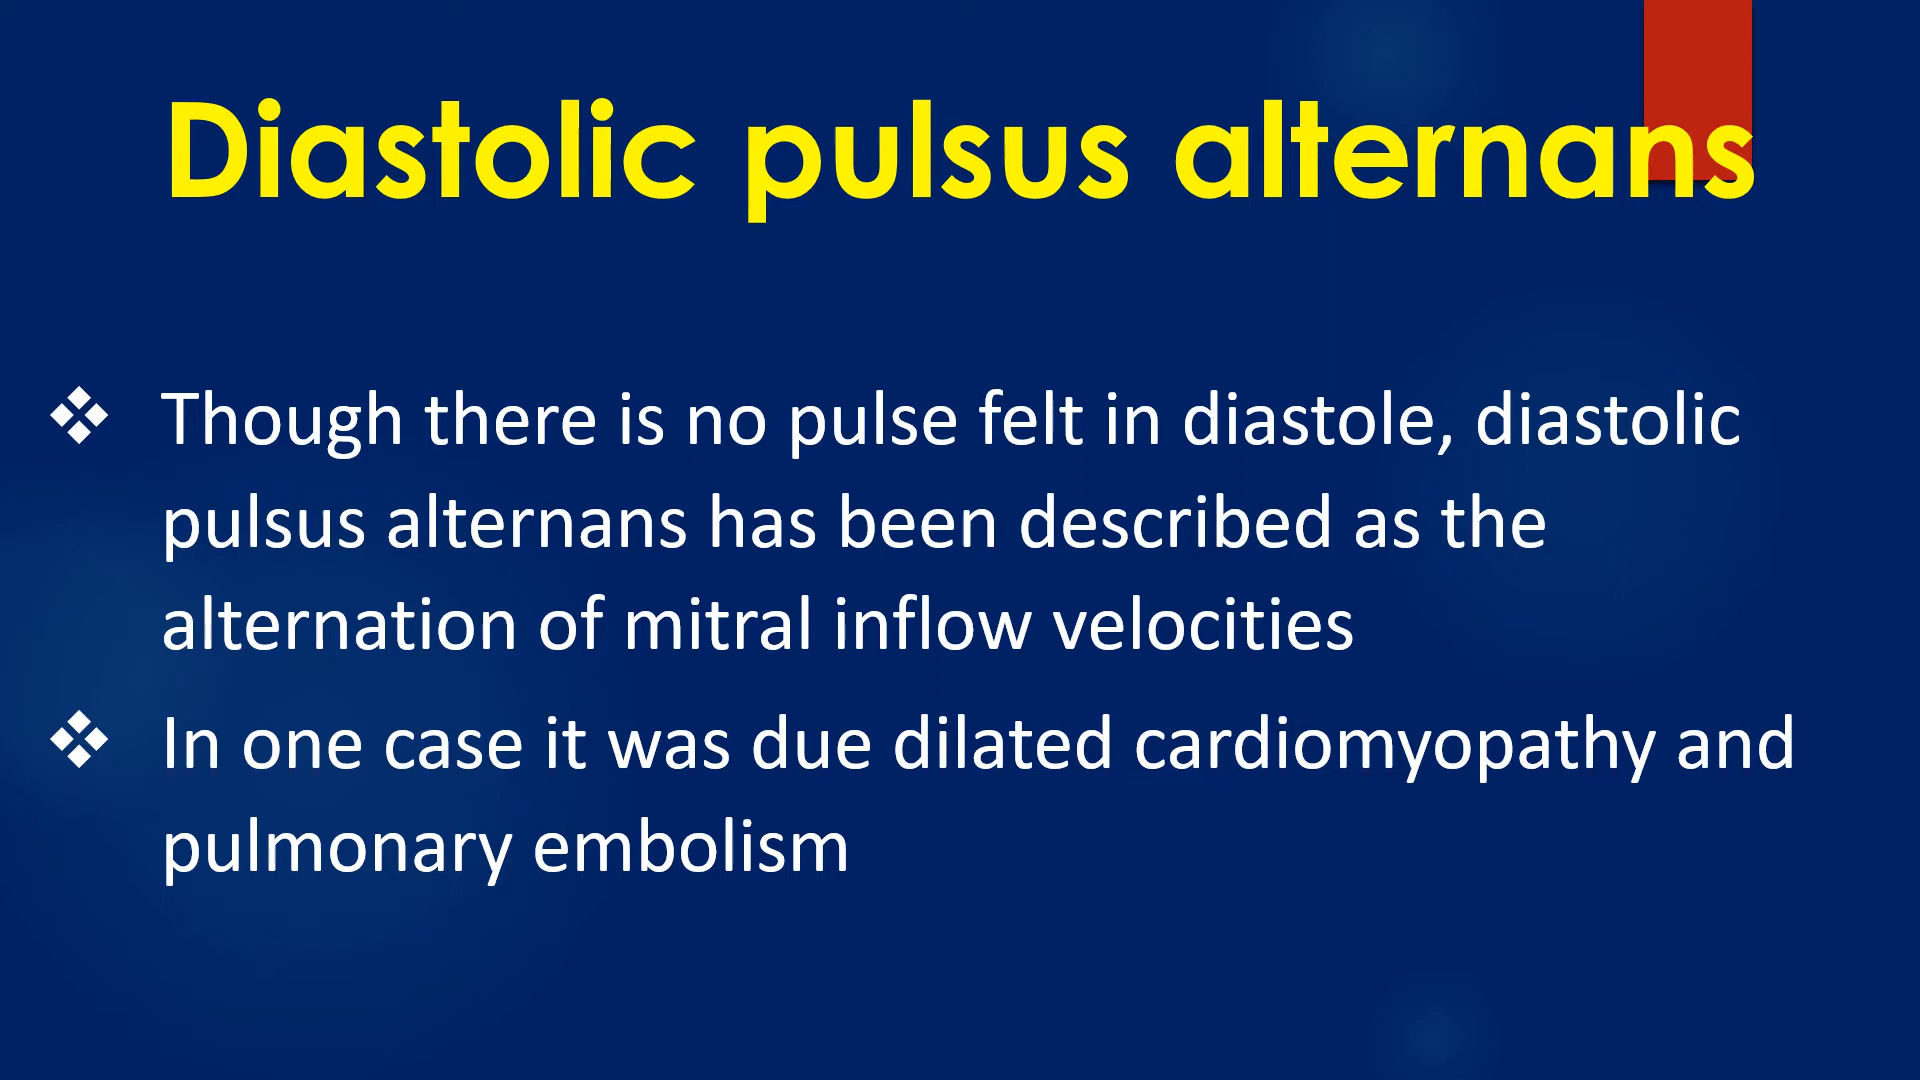 Diastolic pulsus alternans
Though there is no pulse felt in diastole, diastolic
pulsus alternans has been described as the
alternation of mitral inflow velocities
In one case it was due dilated cardiomyopathy and
pulmonary embolism